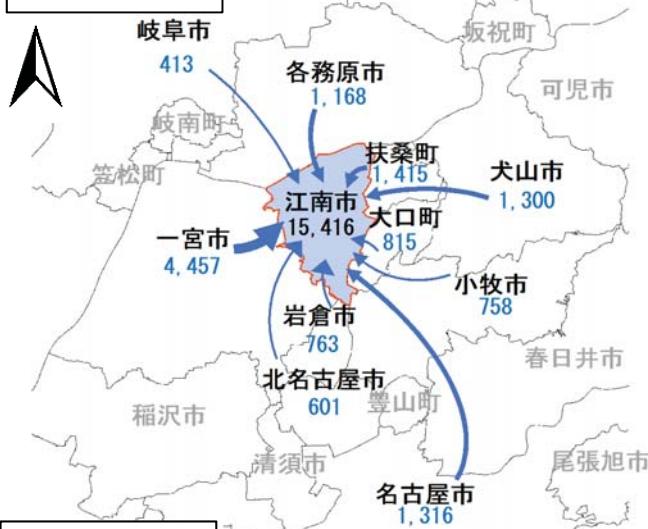 岐阜市
413
坂祝町
各務原市
1,168
可児市
岐南町
笠松町
扶桑町
1,415
犬山市
1,300
江南市
15,416
大口町
815
一宮市
4,457
小牧市
758
岩倉市
763
春日井市
北名古屋市
601
豊山町
稲沢市
清須市
尾張旭市
名古屋市
1,316